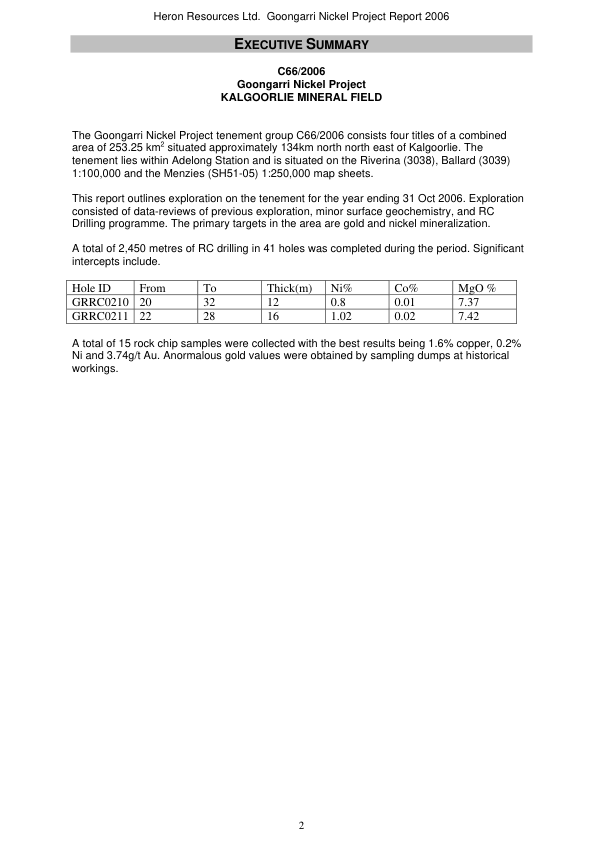 Heron Resources Ltd.  Goongarri Nickel Project Report 2006
EXECUTIVE SUMMARY
C66/2006
Goongarri Nickel Project
KALGOORLIE MINERAL FIELD
The Goongarri Nickel Project tenement group C66/2006 consists four titles of a combined
area of 253.25 km2 situated approximately 134km north north east of Kalgoorlie. The
tenement lies within Adelong Station and is situated on the Riverina (3038), Ballard (3039)
1:100,000 and the Menzies (SH51-05) 1:250,000 map sheets.
This report outlines exploration on the tenement for the year ending 31 Oct 2006. Exploration
consisted of data-reviews of previous exploration, minor surface geochemistry, and RC
Drilling programme. The primary targets in the area are gold and nickel mineralization.
A total of 2,450 metres of RC drilling in 41 holes was completed during the period. Significant
intercepts include.
Hole ID From To Thick(m) Ni% Co% MgO %
GRRC0210 20 32 12 0.8 0.01 7.37
GRRC0211 22 28 16 1.02 0.02 7.42
A total of 15 rock chip samples were collected with the best results being 1.6% copper, 0.2%
Ni and 3.74g/t Au. Anormalous gold values were obtained by sampling dumps at historical
workings.
2